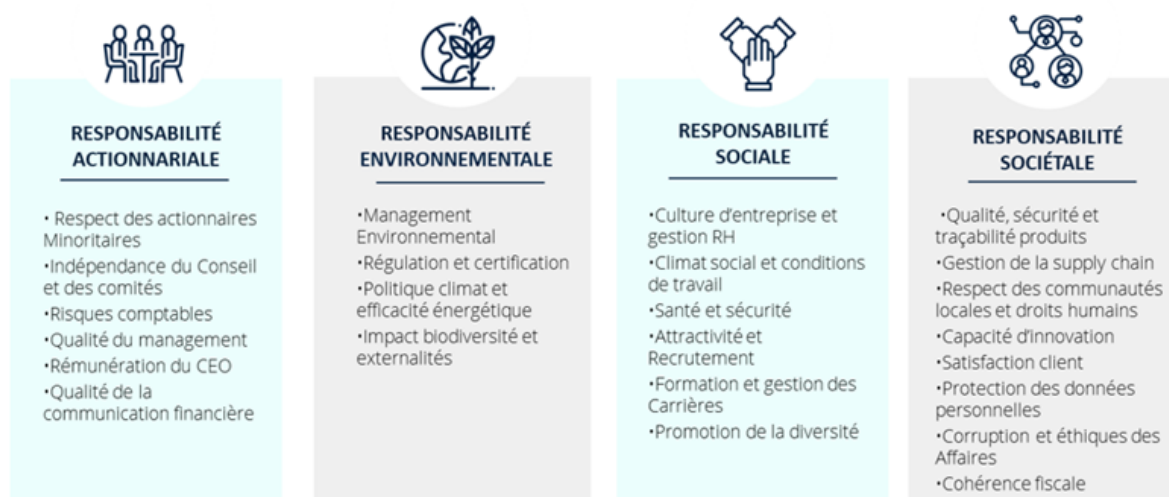 RESPONSABILITÉ
ACTIONNARIALE
• Respect des actionnaires
Minoritaires
•Indépendance du Conseil
et des comités
•Risques comptables
•Qualité du management
•Rémunération du CEO
•Qualité de la
communication financière
RESPONSABILITÉ
ENVIRONNEMENTALE
•Management
Environnemental
•Régulation et certification
•Politique climat et
efficacité énergétique
•Impact biodiversité et
externalités
RESPONSABILITÉ
SOCIALE
•Culture d'entreprise et
gestion RH
•Climat social et conditions
de travail
•Santé et sécurité
•Attractivité et
Recrutement
•Formation et gestion des
Carrières
•Promotion de la diversité
RESPONSABILITÉ
SOCIÉTALE
•Qualité, sécurité et
traçabilité produits
•Gestion de la supply chain
•Respect des communautés
locales et droits humains
•Capacité d'innovation
•Satisfaction client
•Protection des données
personnelles
•Corruption et éthiques des
Affaires
•Cohérence fiscale